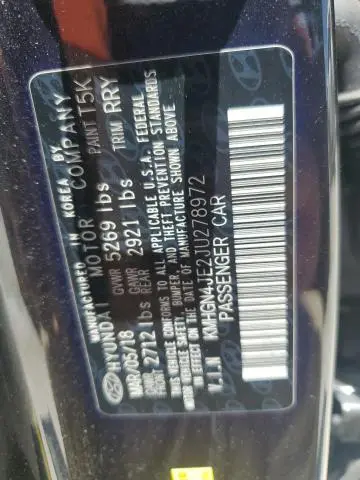 MANUFACTURED IN KOREA BY
HYUNDAI MOTOR COMPANY
HYUNDAI
MAR/05/18 GVWR 5269 lbs PAINT T5K
GAWR FRONT 2712 lbs GAWR REAR 2921 lbs TRIM RRY
THIS VEHICLE CONFORMS TO ALL APPLICABLE U.S.A. FEDERAL
MOTOR VEHICLE SAFETY, BUMPER, AND THEFT PREVENTION STANDARDS
IN EFFECT ON THE DATE OF MANUFACTURE SHOWN ABOVE
V.I.N KMHGN4JE2JU278972
PASSENGER CAR